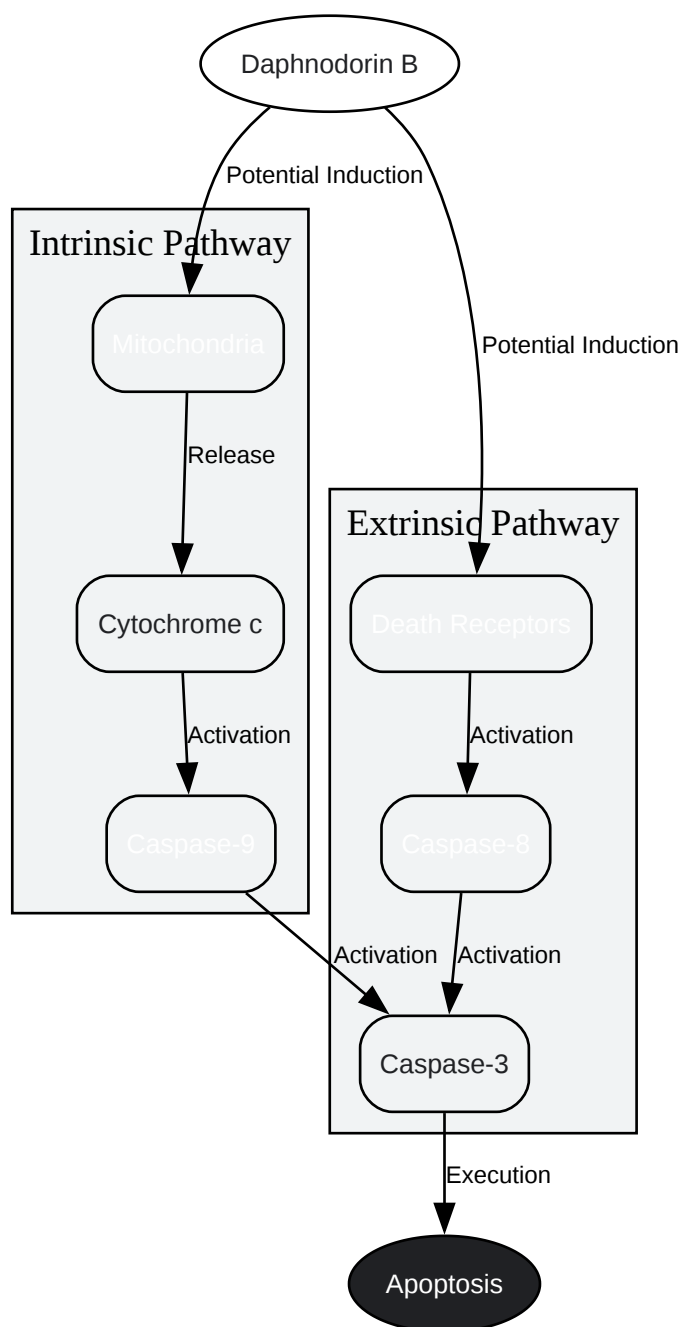 Daphnodorin B
Potential Induction
Intrinsic Pathway
Mitochondria
Potential Induction
Release
Extrinsic Pathway
Cytochrome c
Death Receptors
Activation
Activation
Caspase-9
Caspase-8
Activation
Activation
Caspase-3
Execution
Apoptosis